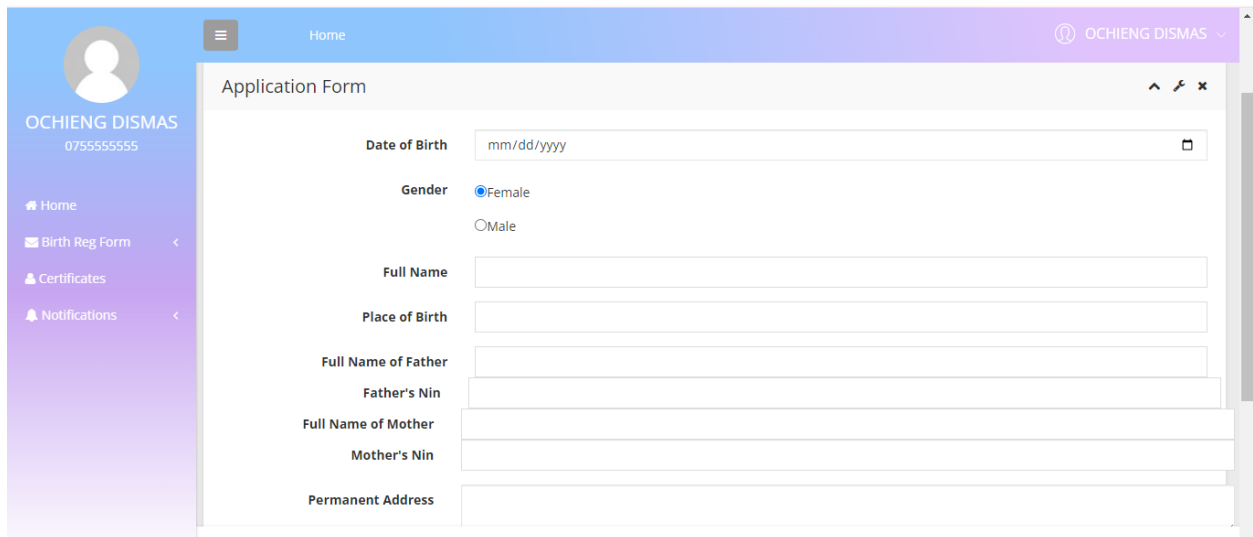 Home
OCHIENG DISMAS
OCHIENG DISMAS
0755555555
Home
Birth Reg Form
Certificates
Notifications
Application Form
Date of Birth mm/dd/yyyy
Gender Female
Male
Full Name
Place of Birth
Full Name of Father
Father's Nin
Full Name of Mother
Mother's Nin
Permanent Address